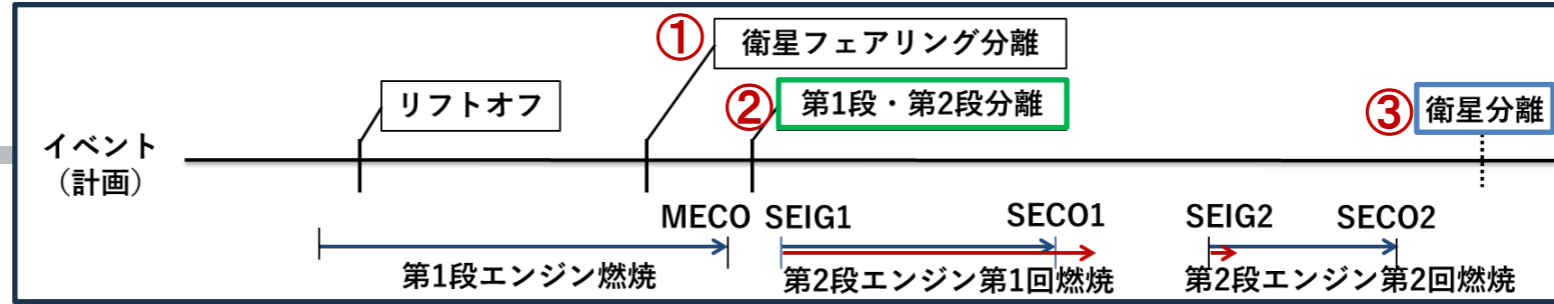 ① 衛星フェアリング分離
リフトオフ
② 第1段・第2段分離
③ 衛星分離
イベント
（計画）
MECO SEIG1 SECO1 SEIG2 SECO2
第1段エンジン燃焼
第2段エンジン第1回燃焼
第2段エンジン第2回燃焼